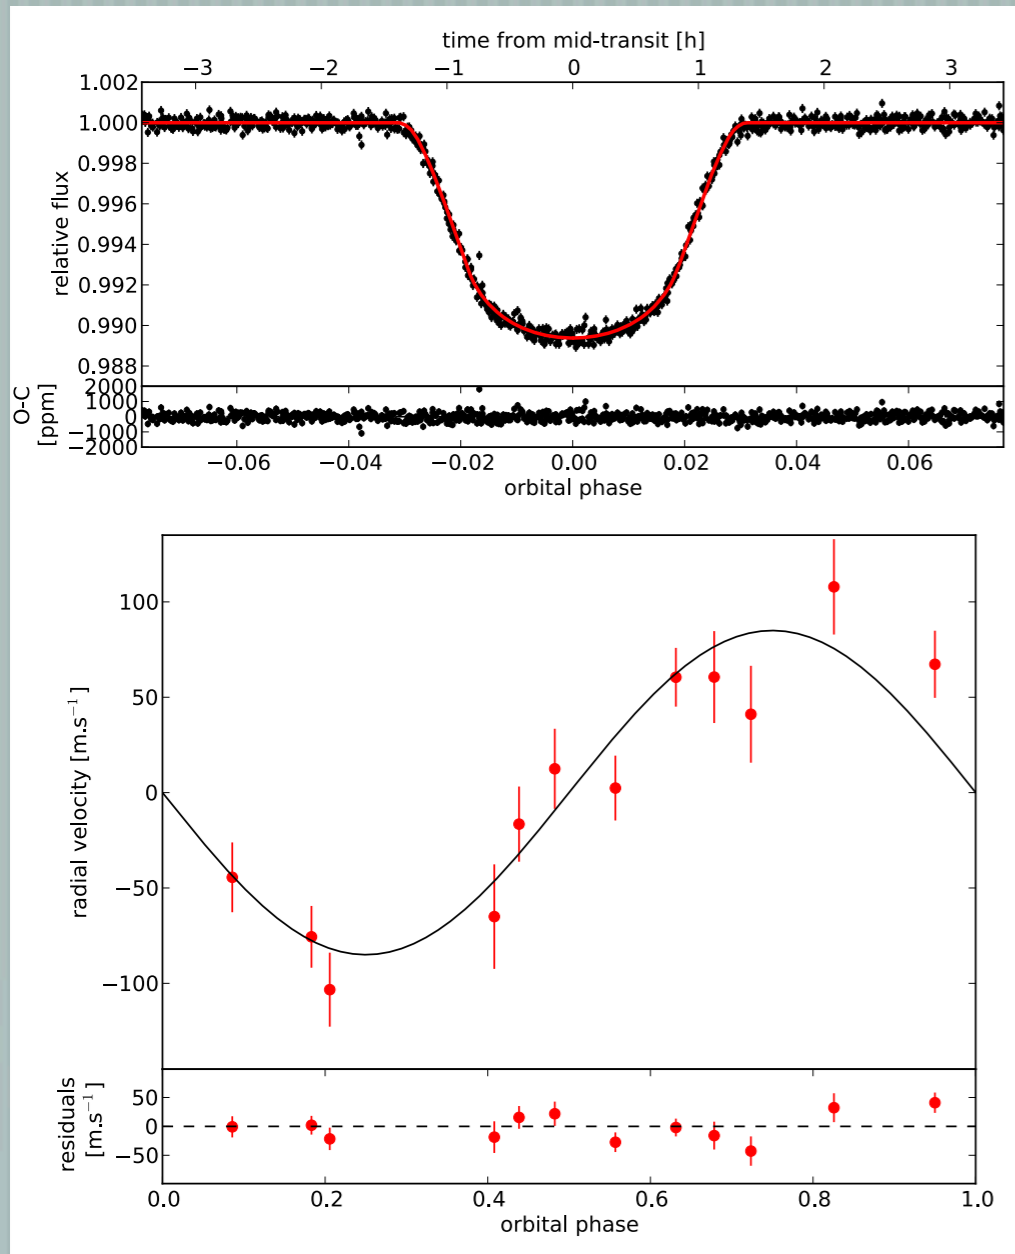 time from mid-transit [h]
−3 −2 −1 0 1 2 3
1.002
1.000
0.998
0.996
0.994
0.992
0.990
0.988
relative flux
2000
1000
0
−1000
−2000
O-C
[ppm]
−0.06 −0.04 −0.02 0.00 0.02 0.04 0.06
orbital phase
100
50
0
−50
−100
radial velocity [m.s⁻¹]
50
0
−50
residuals
[m.s⁻¹]
0.0 0.2 0.4 0.6 0.8 1.0
orbital phase